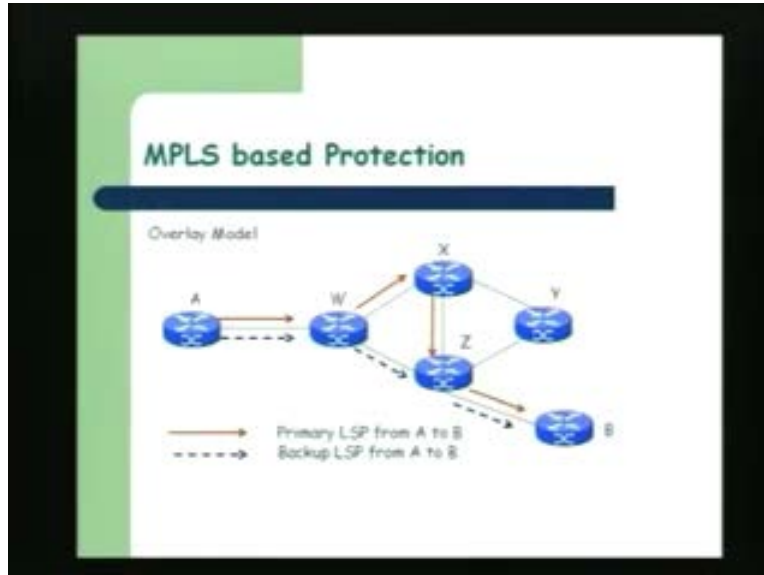 MPLS based Protection
Overlay Model
X
A
W
Y
Z
B
Primary LSP from A to B
Backup LSP from A to B